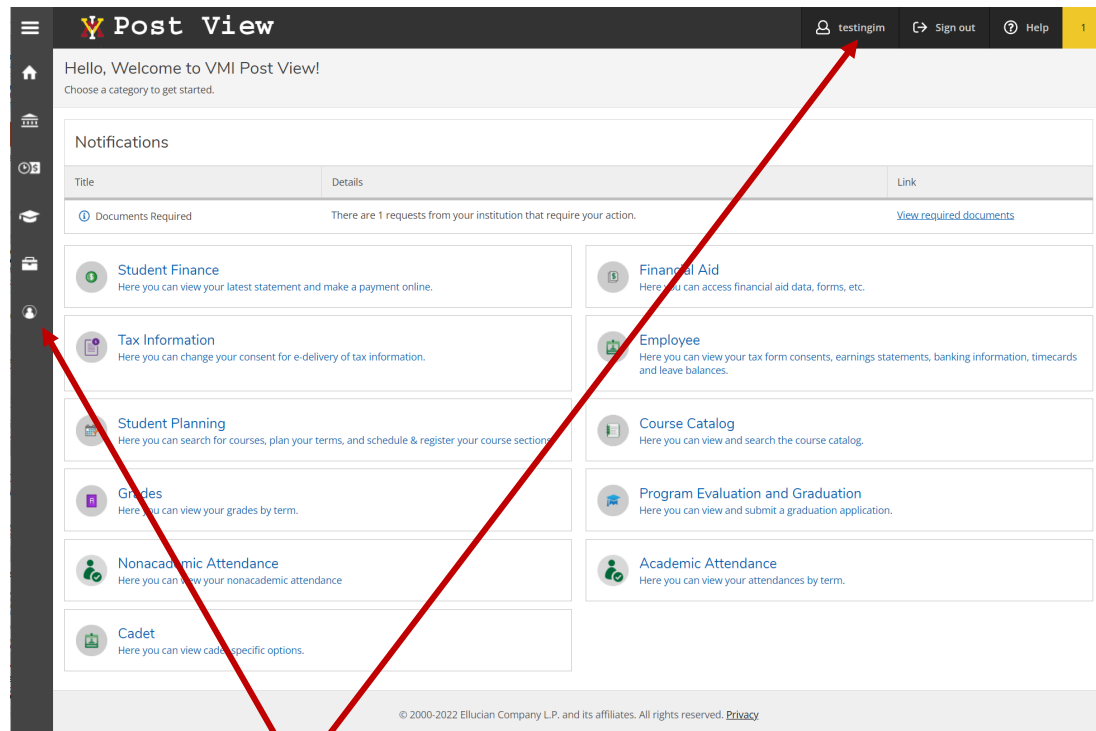 Post View
testingim
Sign out
Help
1
Hello, Welcome to VMI Post View!
Choose a category to get started.
Notifications
Title Details Link
Documents Required There are 1 requests from your institution that require your action. View required documents
Student Finance
Here you can view your latest statement and make a payment online.
Financial Aid
Here you can access financial aid data, forms, etc.
Tax Information
Here you can change your consent for e-delivery of tax information.
Employee
Here you can view your tax form consents, earnings statements, banking information, timecards
and leave balances.
Student Planning
Here you can search for courses, plan your terms, and schedule & register your course sections.
Course Catalog
Here you can view and search the course catalog.
Grades
Here you can view your grades by term.
Program Evaluation and Graduation
Here you can view and submit a graduation application.
Nonacademic Attendance
Here you can view your nonacademic attendance
Academic Attendance
Here you can view your attendances by term.
Cadet
Here you can view cadet specific options.
© 2000-2022 Ellucian Company L.P. and its affiliates. All rights reserved. Privacy